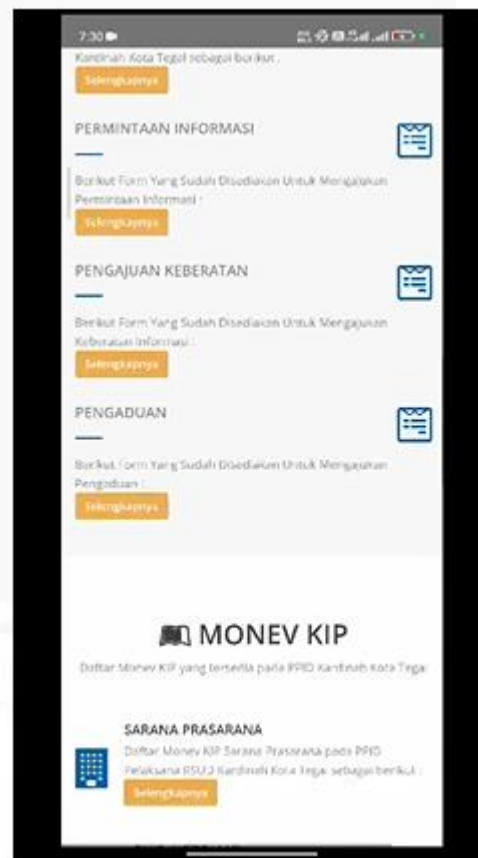 7:30
Kardinah Kota Tegal sebagai berikut :
Selengkapnya
PERMINTAAN INFORMASI
Berikut Form Yang Sudah Disediakan Untuk Mengajukan
Permintaan Informasi :
Selengkapnya
PENGAJUAN KEBERATAN
Berikut Form Yang Sudah Disediakan Untuk Mengajukan
Keberatan Informasi :
Selengkapnya
PENGADUAN
Berikut Form Yang Sudah Disediakan Untuk Mengajukan
Pengaduan :
Selengkapnya
MONEV KIP
Daftar Monev KIP yang tersedia pada PPID Kardinah Kota Tegal
SARANA PRASARANA
Daftar Monev KIP Sarana Prasarana pada PPID
Pelaksana RSUD Kardinah Kota Tegal sebagai berikut :
Selengkapnya